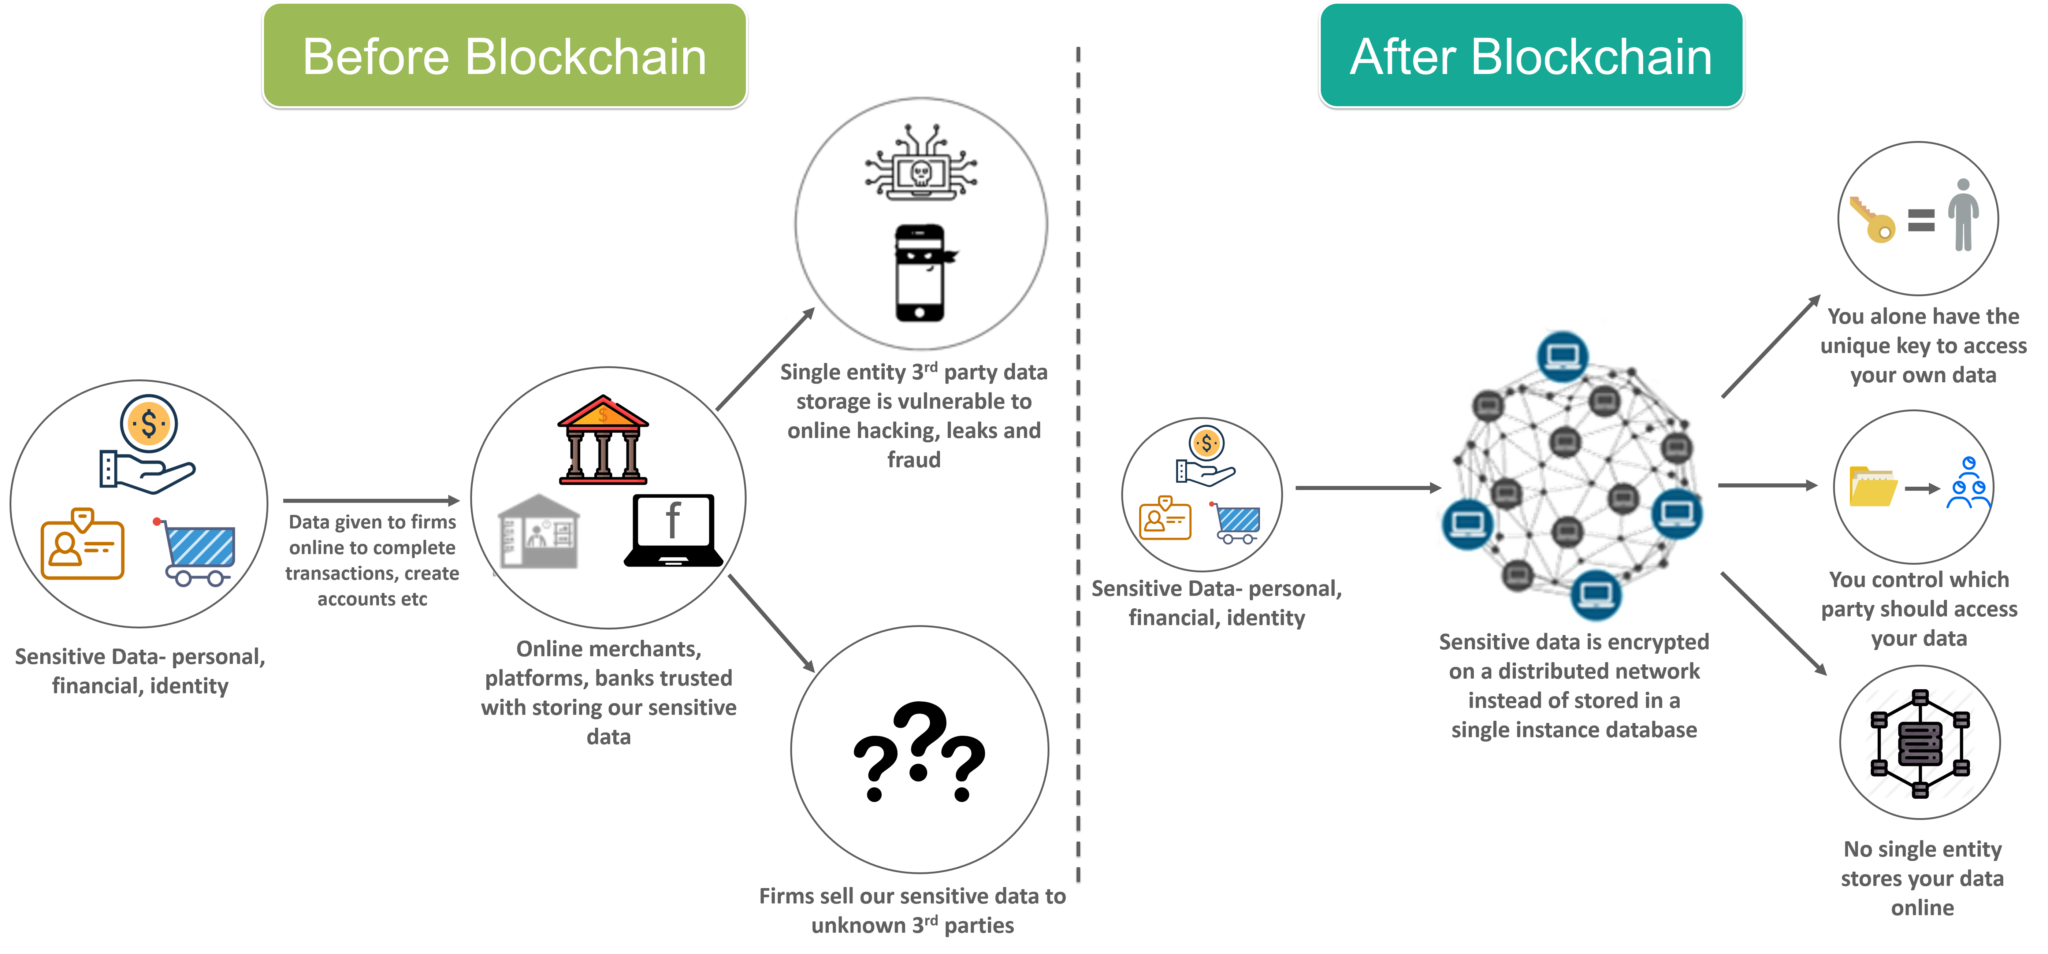 Before Blockchain
After Blockchain
Sensitive Data- personal,
financial, identity
Data given to firms
online to complete
transactions, create
accounts etc
$
f
Online merchants,
platforms, banks trusted
with storing our sensitive
data
Single entity 3rd party data
storage is vulnerable to
online hacking, leaks and
fraud
???
Firms sell our sensitive data to
unknown 3rd parties
$
Sensitive Data- personal,
financial, identity
Sensitive data is encrypted
on a distributed network
instead of stored in a
single instance database
=
You alone have the
unique key to access
your own data
You control which
party should access
your data
No single entity
stores your data
online